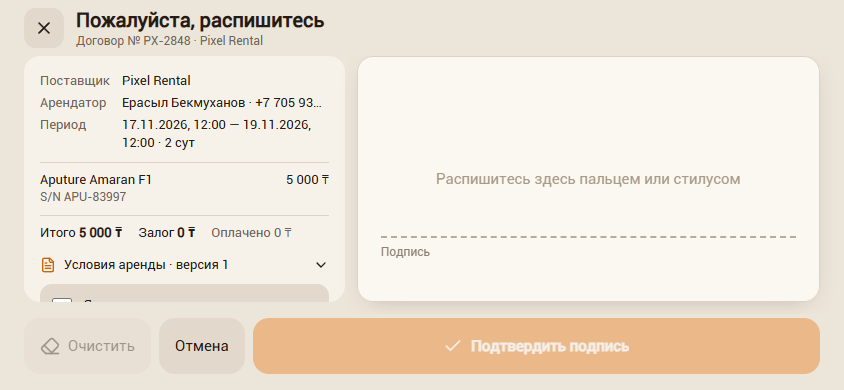 Пожалуйста, распишитесь
Договор № PX-2848 · Pixel Rental
Поставщик Pixel Rental
Арендатор Ерасыл Бекмуханов · +7 705 93...
Период 17.11.2026, 12:00 — 19.11.2026,
12:00 · 2 сут
Aputure Amaran F1 5 000 ₸
S/N APU-83997
Итого 5 000 ₸ Залог 0 ₸ Оплачено 0 ₸
Условия аренды · версия 1
Распишитесь здесь пальцем или стилусом
Подпись
Очистить
Отмена
Подтвердить подпись